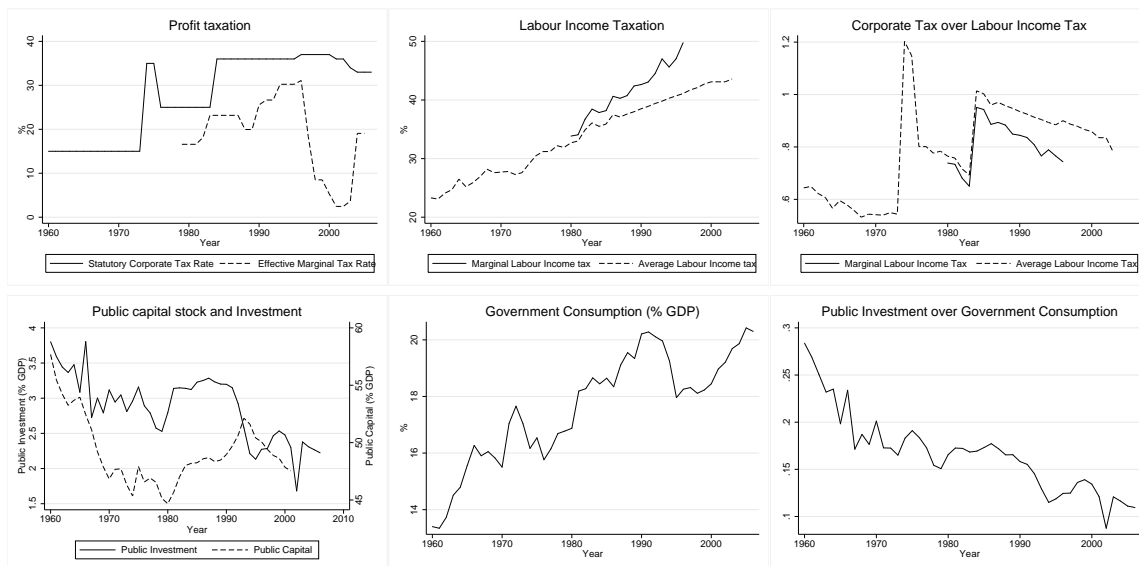 Profit taxation
%
0 10 20 30 40
1960 1970 1980 1990 2000
Year
Statutory Corporate Tax Rate Effective Marginal Tax Rate
Labour Income Taxation
%
20 30 40 50
1960 1970 1980 1990 2000
Year
Marginal Labour Income tax Average Labour Income tax
Corporate Tax over Labour Income Tax
.6 .8 1 1.2
1960 1970 1980 1990 2000
Year
Marginal Labour Income Tax Average Labour Income Tax
Public capital stock and Investment
Public Investment (% GDP)
1.5 2 2.5 3 3.5 4
45 50 55 60
Public Capital (% GDP)
1960 1970 1980 1990 2000 2010
Year
Public Investment Public Capital
Government Consumption (% GDP)
%
14 16 18 20
1960 1970 1980 1990 2000
Year
Public Investment over Government Consumption
.1 .15 .2 .25 .3
1960 1970 1980 1990 2000
Year